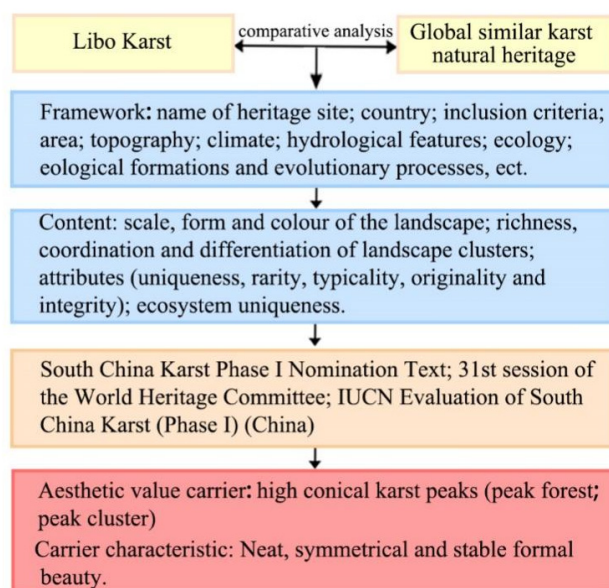 Libo Karst
comparative analysis
Global similar karst
natural heritage
Framework: name of heritage site; country; inclusion criteria;
area; topography; climate; hydrological features; ecology;
eological formations and evolutionary processes, ect.
Content: scale, form and colour of the landscape; richness,
coordination and differentiation of landscape clusters;
attributes (uniqueness, rarity, typicality, originality and
integrity); ecosystem uniqueness.
South China Karst Phase I Nomination Text; 31st session of
the World Heritage Committee; IUCN Evaluation of South
China Karst (Phase I) (China)
Aesthetic value carrier: high conical karst peaks (peak forest;
peak cluster)
Carrier characteristic: Neat, symmetrical and stable formal
beauty.